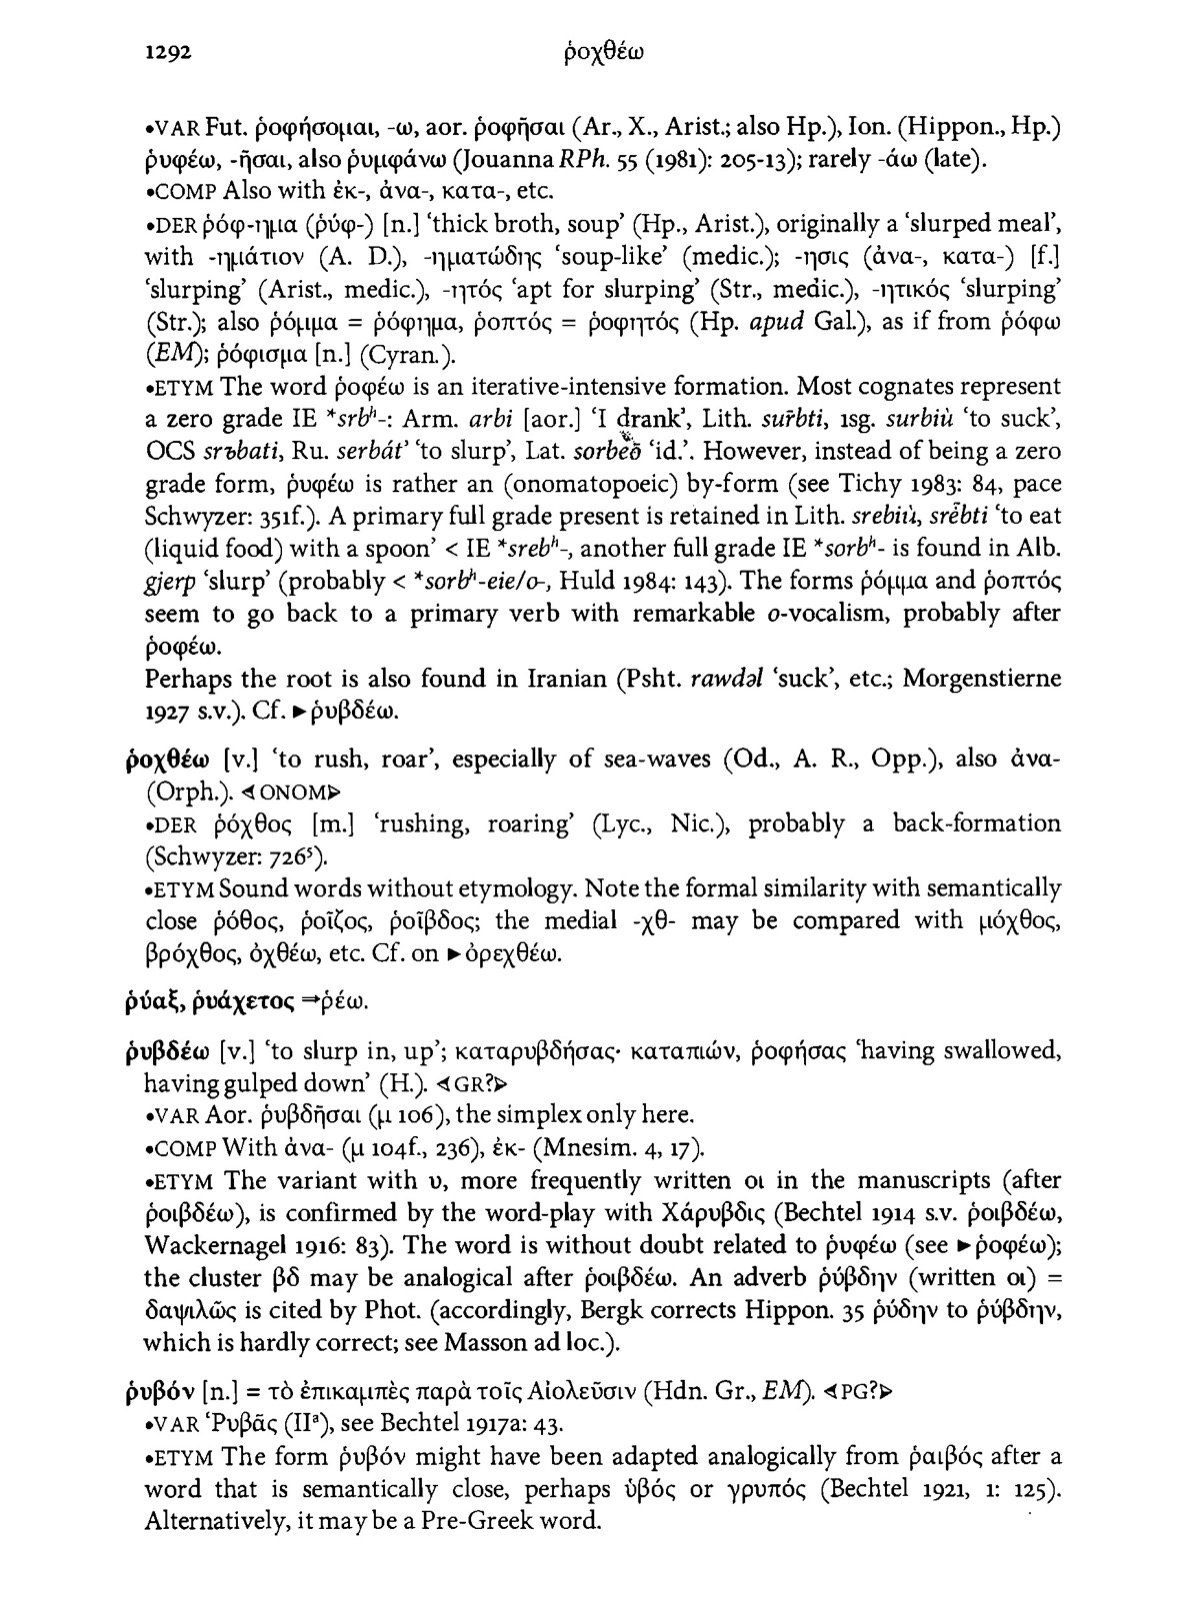 1292 ῥοχθέω
•VAR Fut. ῥοφήσομαι, -ω, aor. ῥοφῆσαι (Ar., X., Arist.; also Hp.), Ion. (Hippon., Hp.)
ῥυφέω, -ῆσαι, also ῥυμφάνω (Jouanna RPh. 55 (1981): 205-13); rarely -άω (late).
•COMP Also with ἐκ-, ἀνα-, κατα-, etc.
•DER ῥόφ-ημα (ῥύφ-) [n.] ‘thick broth, soup’ (Hp., Arist.), originally a ‘slurped meal’,
with -ημάτιον (A. D.), -ηματώδης ‘soup-like’ (medic.); -ησις (ἀνα-, κατα-) [f.]
‘slurping’ (Arist., medic.), -ητός ‘apt for slurping’ (Str., medic.), -ητικός ‘slurping’
(Str.); also ῥόμμα = ῥόφημα, ῥοπτός = ῥοφητός (Hp. apud Gal.), as if from ῥόφω
(EM); ῥόφισμα [n.] (Cyran.).
•ETYM The word ῥοφέω is an iterative-intensive formation. Most cognates represent
a zero grade IE *srbʰ-: Arm. arbi [aor.] ‘I drank’, Lith. sur̃bti, 1sg. surbiù ‘to suck’,
OCS srъbati, Ru. serbát’ ‘to slurp’, Lat. sorbeō ‘id.’. However, instead of being a zero
grade form, ῥυφέω is rather an (onomatopoeic) by-form (see Tichy 1983: 84, pace
Schwyzer: 351f.). A primary full grade present is retained in Lith. srebiù, srẽbti ‘to eat
(liquid food) with a spoon’ < IE *srebʰ-, another full grade IE *sorbʰ- is found in Alb.
gjerp ‘slurp’ (probably < *sorbʰ-eie/o-, Huld 1984: 143). The forms ῥόμμα and ῥοπτός
seem to go back to a primary verb with remarkable o-vocalism, probably after
ῥοφέω.
Perhaps the root is also found in Iranian (Psht. rawdəl ‘suck’, etc.; Morgenstierne
1927 s.v.). Cf. ►ῥυβδέω.
ῥοχθέω [v.] ‘to rush, roar’, especially of sea-waves (Od., A. R., Opp.), also ἀνα-
(Orph.). ⊲ONOM⊳
•DER ῥόχθος [m.] ‘rushing, roaring’ (Lyc., Nic.), probably a back-formation
(Schwyzer: 726⁵).
•ETYM Sound words without etymology. Note the formal similarity with semantically
close ῥόθος, ῥοῖζος, ῥοῖβδος; the medial -χθ- may be compared with μόχθος,
βρόχθος, ὀχθέω, etc. Cf. on ►ὀρεχθέω.
ῥύαξ, ῥυάχετος ⇒ῥέω.
ῥυβδέω [v.] ‘to slurp in, up’; καταρυβδήσας· καταπιών, ῥοφήσας ‘having swallowed,
having gulped down’ (H.). ⊲GR?⊳
•VAR Aor. ῥυβδῆσαι (μ 106), the simplex only here.
•COMP With ἀνα- (μ 104f., 236), ἐκ- (Mnesim. 4, 17).
•ETYM The variant with υ, more frequently written οι in the manuscripts (after
ῥοιβδέω), is confirmed by the word-play with Χάρυβδις (Bechtel 1914 s.v. ῥοιβδέω,
Wackernagel 1916: 83). The word is without doubt related to ῥυφέω (see ►ῥοφέω);
the cluster βδ may be analogical after ῥοιβδέω. An adverb ῥύβδην (written οι) =
δαψιλῶς is cited by Phot. (accordingly, Bergk corrects Hippon. 35 ῥύδην to ῥύβδην,
which is hardly correct; see Masson ad loc.).
ῥυβόν [n.] = τὸ ἐπικαμπὲς παρὰ τοῖς Αἰολεῦσιν (Hdn. Gr., EM). ⊲PG?⊳
•VAR Ῥυβᾶς (IIᵃ), see Bechtel 1917a: 43.
•ETYM The form ῥυβόν might have been adapted analogically from ῥαιβός after a
word that is semantically close, perhaps ὑβός or γρυπός (Bechtel 1921, 1: 125).
Alternatively, it may be a Pre-Greek word.